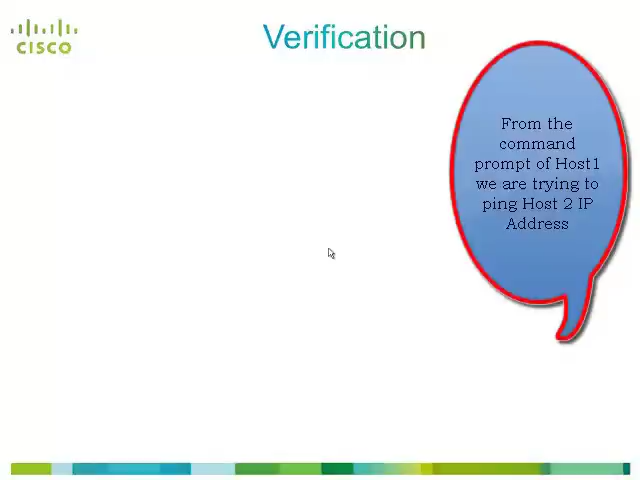 CISCO
Verification
From the
command
prompt of Host1
we are trying to
ping Host 2 IP
Address